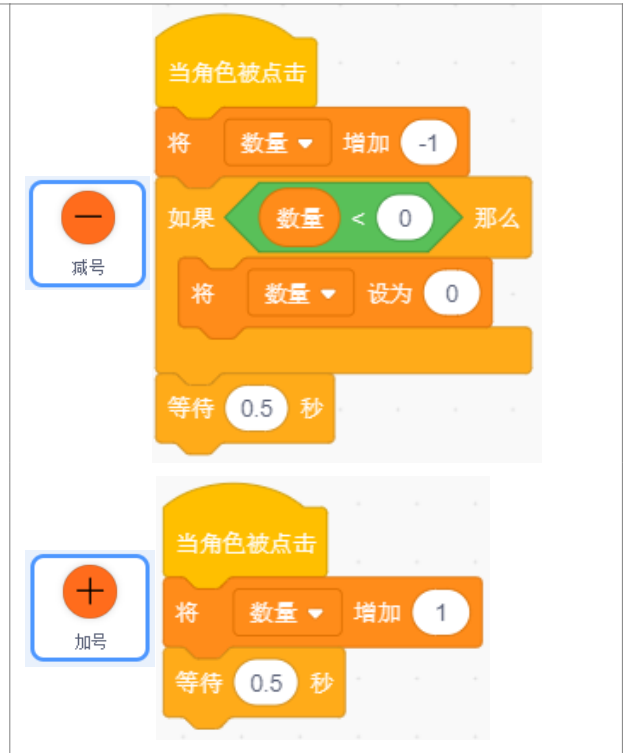 当角色被点击
将 数量 增加 -1
如果 数量 < 0 那么
将 数量 设为 0
等待 0.5 秒
减号
当角色被点击
将 数量 增加 1
等待 0.5 秒
加号